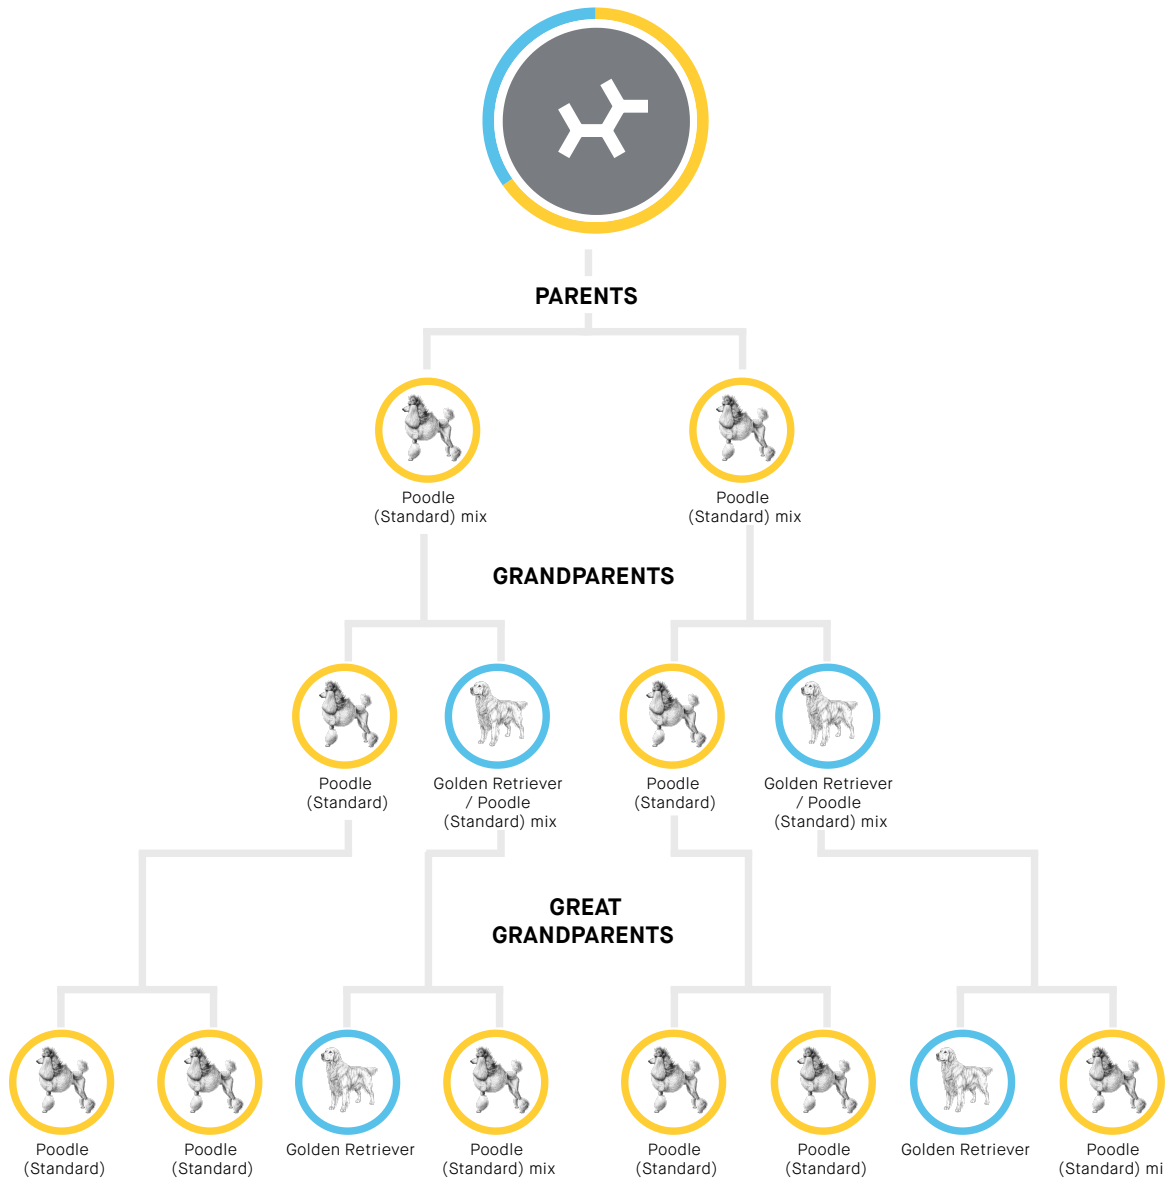 PARENTS
Poodle
(Standard) mix
Poodle
(Standard) mix
GRANDPARENTS
Poodle
(Standard)
Golden Retriever
/ Poodle
(Standard) mix
Poodle
(Standard)
Golden Retriever
/ Poodle
(Standard) mix
GREAT
GRANDPARENTS
Poodle
(Standard)
Poodle
(Standard)
Golden Retriever
Poodle
(Standard) mix
Poodle
(Standard)
Poodle
(Standard)
Golden Retriever
Poodle
(Standard) mi